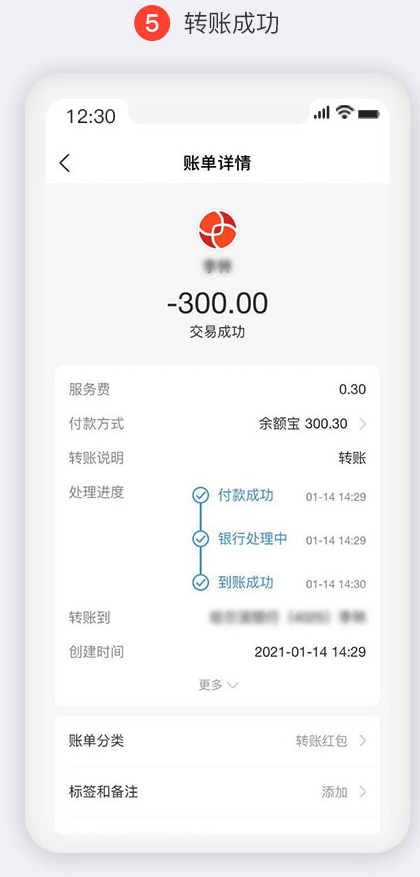 5 转账成功
12:30
账单详情
-300.00
交易成功
服务费 0.30
付款方式 余额宝 300.30
转账说明 转账
处理进度 付款成功 01-14 14:29
银行处理中 01-14 14:29
到账成功 01-14 14:30
转账到
创建时间 2021-01-14 14:29
更多
账单分类 转账红包
标签和备注 添加